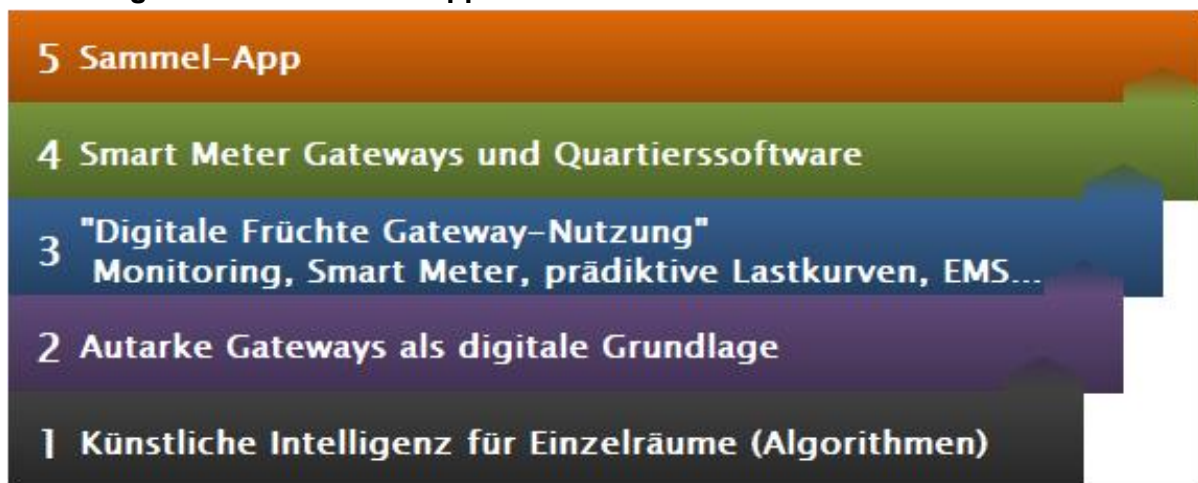 5 Sammel-App
4 Smart Meter Gateways und Quartierssoftware
3 "Digitale Früchte Gateway-Nutzung"
Monitoring, Smart Meter, prädiktive Lastkurven, EMS...
2 Autarke Gateways als digitale Grundlage
1 Künstliche Intelligenz für Einzelräume (Algorithmen)